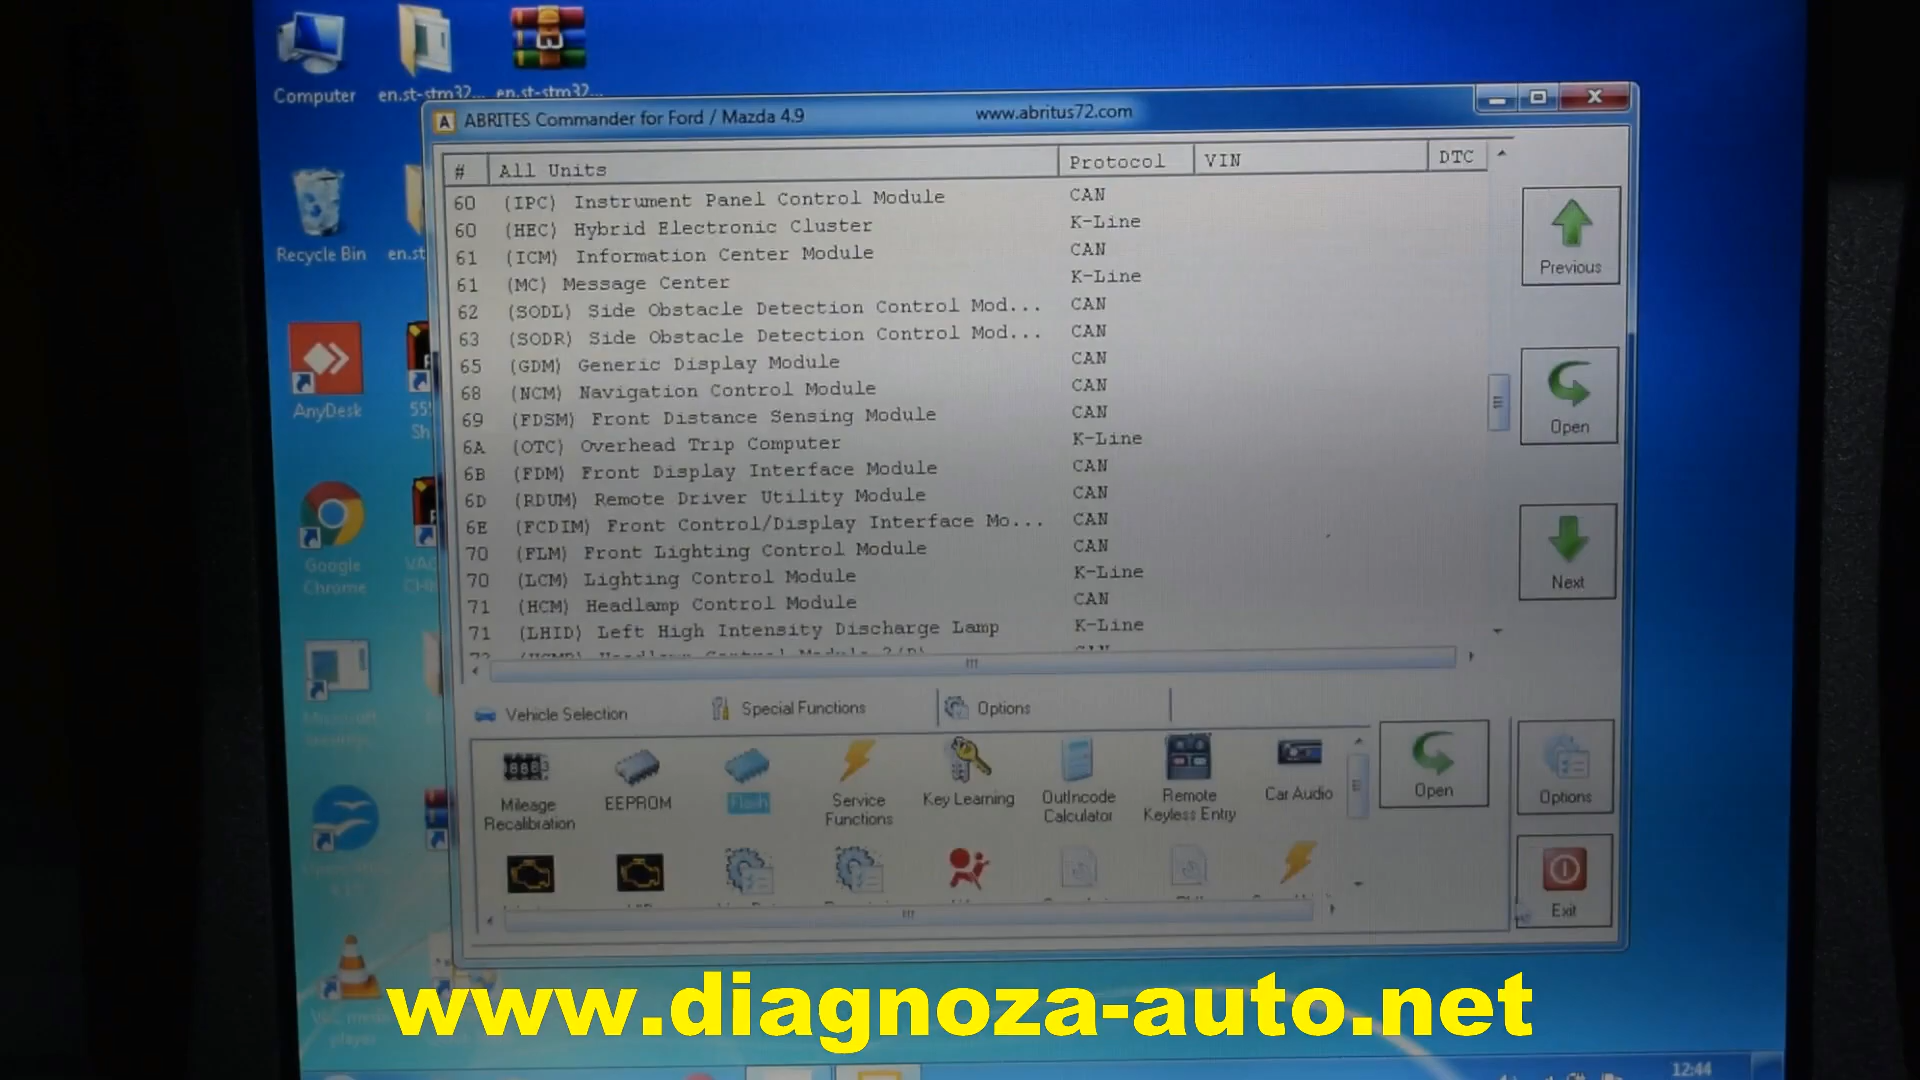 Computer
en.st-stm32...
en.st-stm32...
ABRITES Commander for Ford / Mazda 4.9
www.abritus72.com
# All Units Protocol VIN DTC
60 (IPC) Instrument Panel Control Module CAN
60 (HEC) Hybrid Electronic Cluster K-Line
61 (ICM) Information Center Module CAN
61 (MC) Message Center K-Line
62 (SODL) Side Obstacle Detection Control Mod... CAN
63 (SODR) Side Obstacle Detection Control Mod... CAN
65 (GDM) Generic Display Module CAN
68 (NCM) Navigation Control Module CAN
69 (FDSM) Front Distance Sensing Module CAN
6A (OTC) Overhead Trip Computer K-Line
6B (FDM) Front Display Interface Module CAN
6D (RDUM) Remote Driver Utility Module CAN
6E (FCDIM) Front Control/Display Interface Mo... CAN
70 (FLM) Front Lighting Control Module CAN
70 (LCM) Lighting Control Module K-Line
71 (HCM) Headlamp Control Module CAN
71 (LHID) Left High Intensity Discharge Lamp K-Line
Previous
Open
Next
Recycle Bin
en.st
AnyDesk
Google
Chrome
Vehicle Selection
Special Functions
Options
Mileage
Recalibration
EEPROM
Flash
Service
Functions
Key Learning
OutIncode
Calculator
Remote
Keyless Entry
Car Audio
Open
Options
Exit
player
www.diagnoza-auto.net
12:44